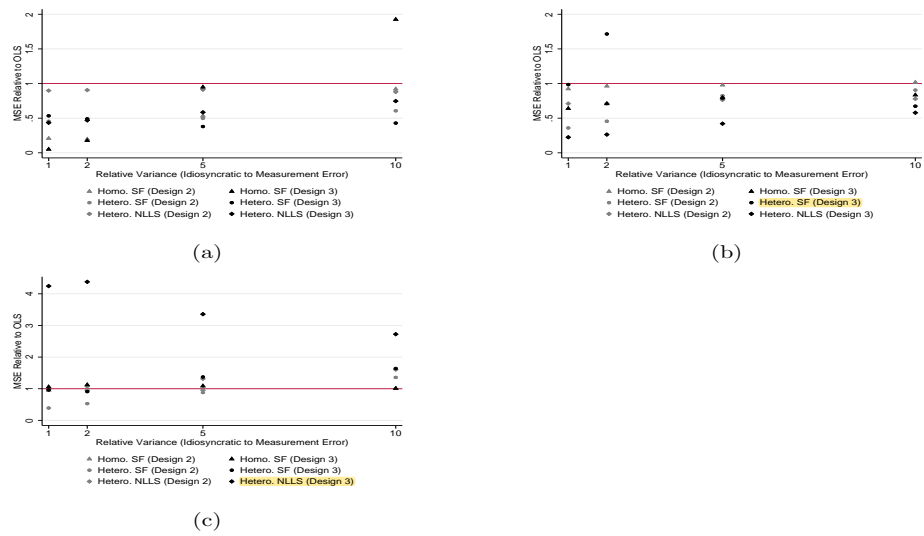 MSE Relative to OLS
2
1.5
1
.5
0
1 2 5 10
Relative Variance (Idiosyncratic to Measurement Error)
Homo. SF (Design 2) Homo. SF (Design 3)
Hetero. SF (Design 2) Hetero. SF (Design 3)
Hetero. NLLS (Design 2) Hetero. NLLS (Design 3)
(a)
MSE Relative to OLS
2
1.5
1
.5
0
1 2 5 10
Relative Variance (Idiosyncratic to Measurement Error)
Homo. SF (Design 2) Homo. SF (Design 3)
Hetero. SF (Design 2) Hetero. SF (Design 3)
Hetero. NLLS (Design 2) Hetero. NLLS (Design 3)
(b)
MSE Relative to OLS
4
3
2
1
0
1 2 5 10
Relative Variance (Idiosyncratic to Measurement Error)
Homo. SF (Design 2) Homo. SF (Design 3)
Hetero. SF (Design 2) Hetero. SF (Design 3)
Hetero. NLLS (Design 2) Hetero. NLLS (Design 3)
(c)